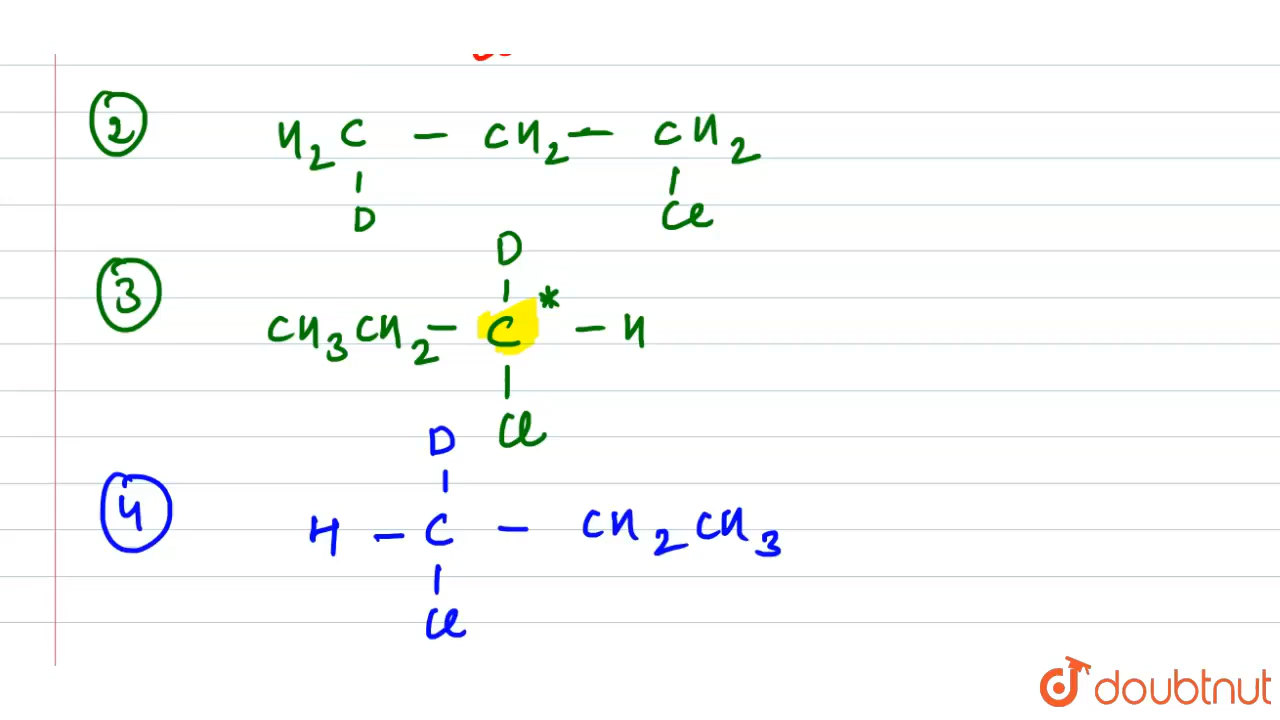 2
H2C - CH2 - CH2
D Cl
D
3
CH3CH2 - C* - H
Cl
D
4
H - C - CH2CH3
Cl
doubtnut